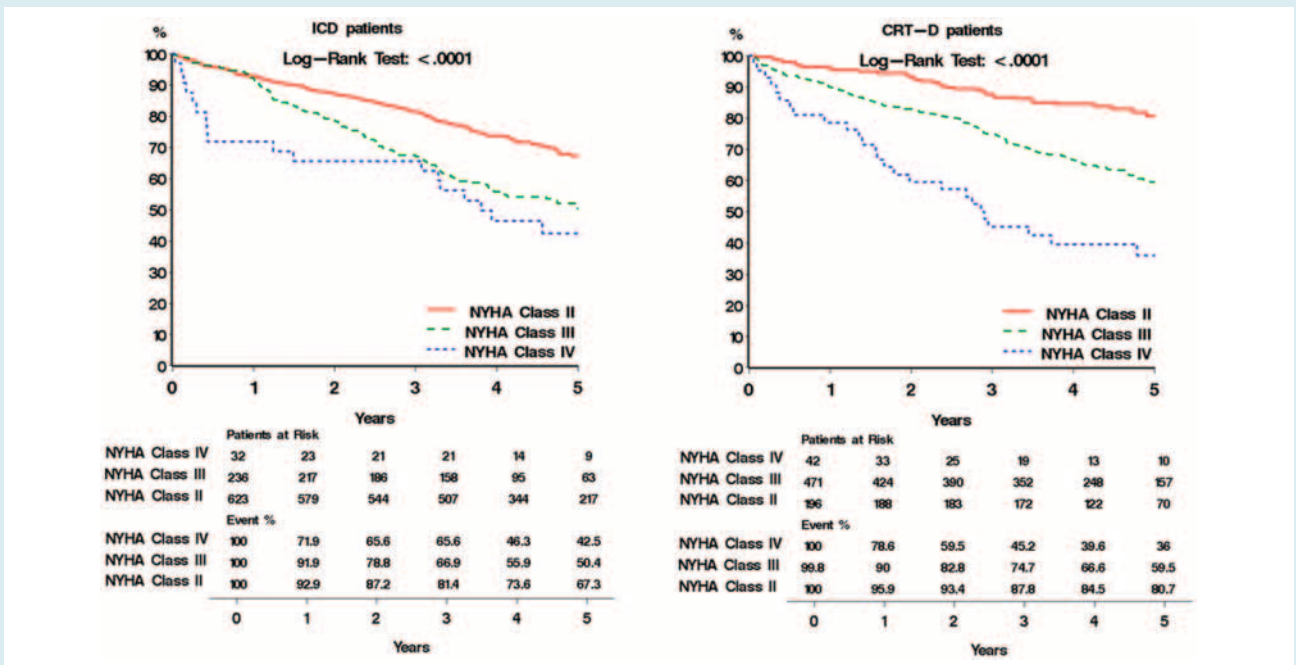 ICD patients
Log-Rank Test: <.0001
%
100
90
80
70
60
50
40
30
20
10
0
NYHA Class II
NYHA Class III
NYHA Class IV
0 1 2 3 4 5
Years
Patients at Risk
NYHA Class IV 32 23 21 21 14 9
NYHA Class III 236 217 186 158 95 63
NYHA Class II 623 579 544 507 344 217
Event %
NYHA Class IV 100 71.9 65.6 65.6 46.3 42.5
NYHA Class III 100 91.9 78.8 66.9 55.9 50.4
NYHA Class II 100 92.9 87.2 81.4 73.6 67.3
0 1 2 3 4 5
Years
CRT-D patients
Log-Rank Test: <.0001
%
100
90
80
70
60
50
40
30
20
10
0
NYHA Class II
NYHA Class III
NYHA Class IV
0 1 2 3 4 5
Years
Patients at Risk
NYHA Class IV 42 33 25 19 13 10
NYHA Class III 471 424 390 352 248 157
NYHA Class II 196 188 183 172 122 70
Event %
NYHA Class IV 100 78.6 59.5 45.2 39.6 36
NYHA Class III 99.8 90 82.8 74.7 66.6 59.5
NYHA Class II 100 95.9 93.4 87.8 84.5 80.7
0 1 2 3 4 5
Years